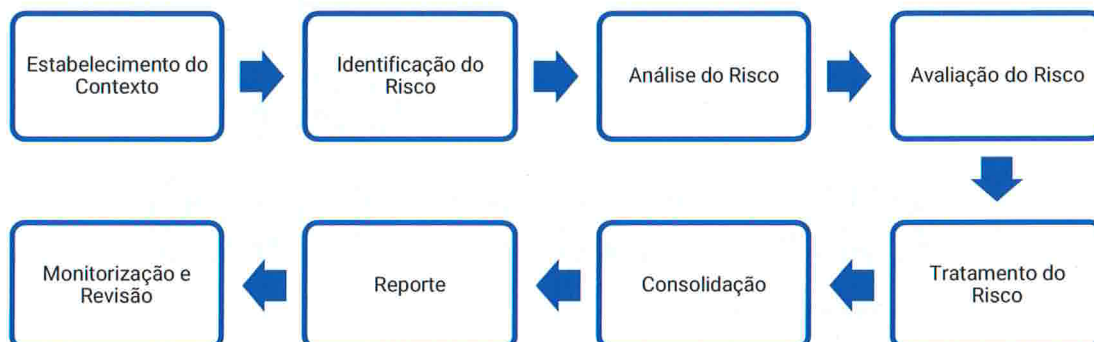 Estabelecimento do
Contexto
Identificação do
Risco
Análise do Risco
Avaliação do Risco
Tratamento do
Risco
Consolidação
Reporte
Monitorização e
Revisão